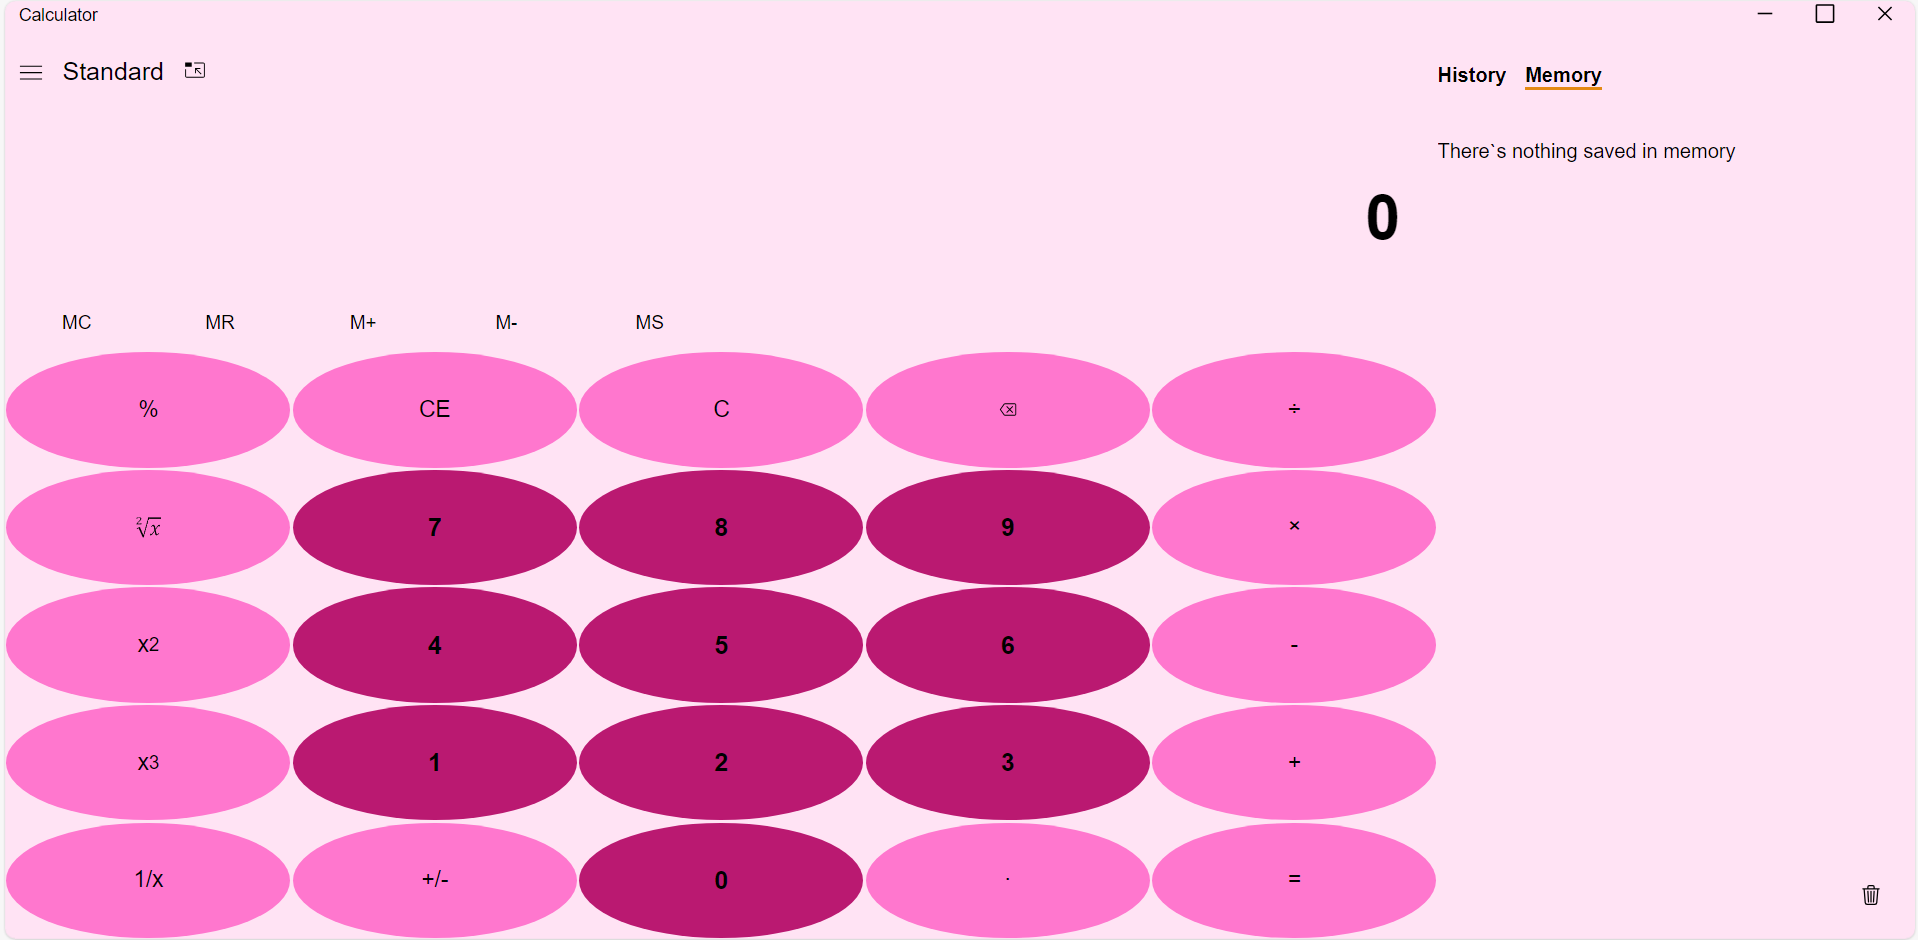 Calculator
Standard
History Memory
There`s nothing saved in memory
0
MC MR M+ M- MS
% CE C ÷
2√x 7 8 9 ×
x2 4 5 6 -
x3 1 2 3 +
1/x +/- 0 . =